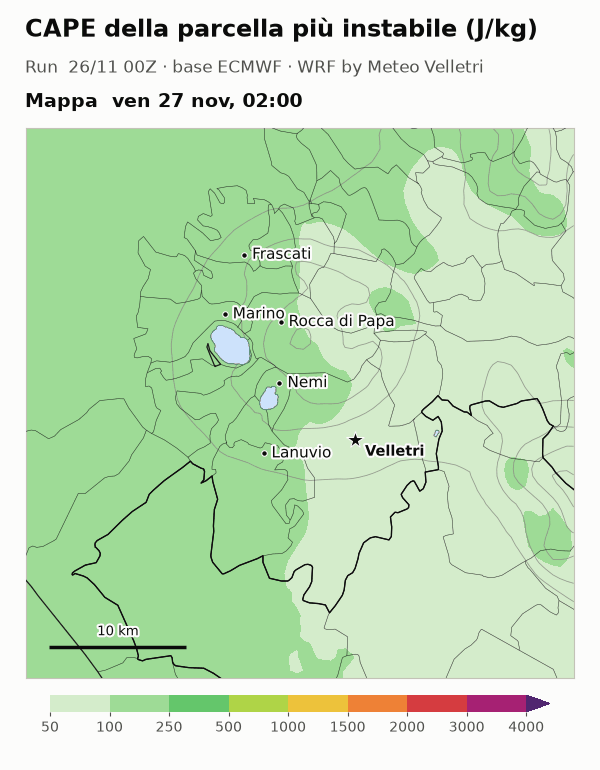 CAPE della parcella più instabile (J/kg)
Run  26/11 00Z · base ECMWF · WRF by Meteo Velletri
Mappa  ven 27 nov, 02:00
Frascati
Marino
Rocca di Papa
Nemi
Velletri
Lanuvio
10 km
50 100 250 500 1000 1500 2000 3000 4000